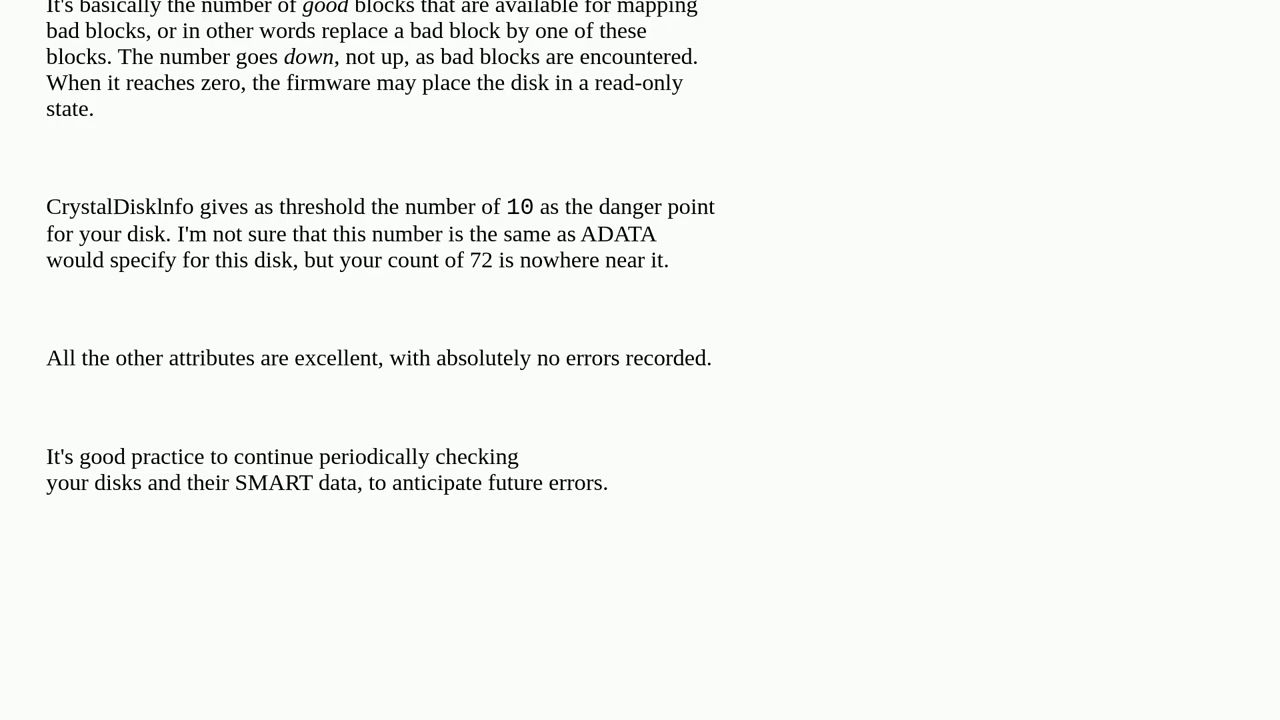 It's basically the number of good blocks that are available for mapping
bad blocks, or in other words replace a bad block by one of these
blocks. The number goes down, not up, as bad blocks are encountered.
When it reaches zero, the firmware may place the disk in a read-only
state.
CrystalDisklnfo gives as threshold the number of 10 as the danger point
for your disk. I'm not sure that this number is the same as ADATA
would specify for this disk, but your count of 72 is nowhere near it.
All the other attributes are excellent, with absolutely no errors recorded.
It's good practice to continue periodically checking
your disks and their SMART data, to anticipate future errors.